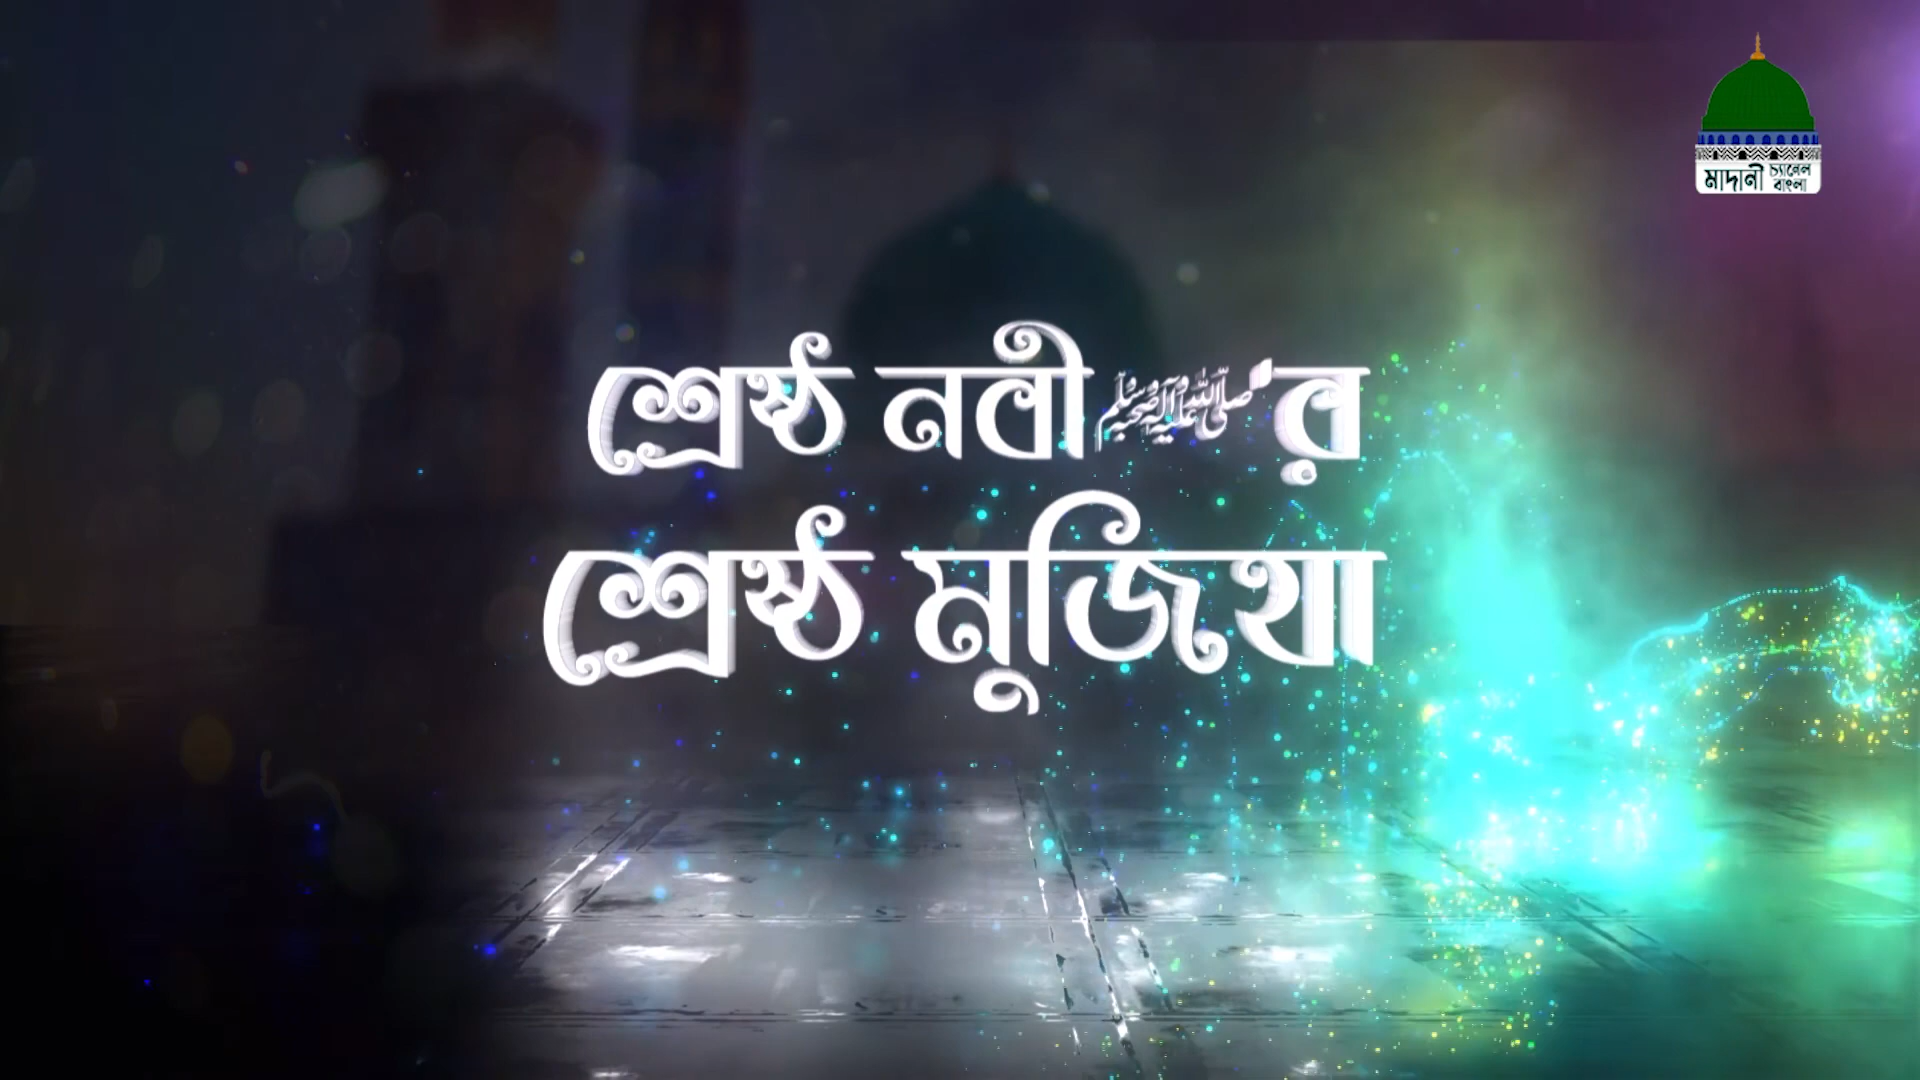 শ্রেষ্ঠ নবী ﷺ'র
শ্রেষ্ঠ মুজিযা
মাদানী চ্যানেল বাংলা